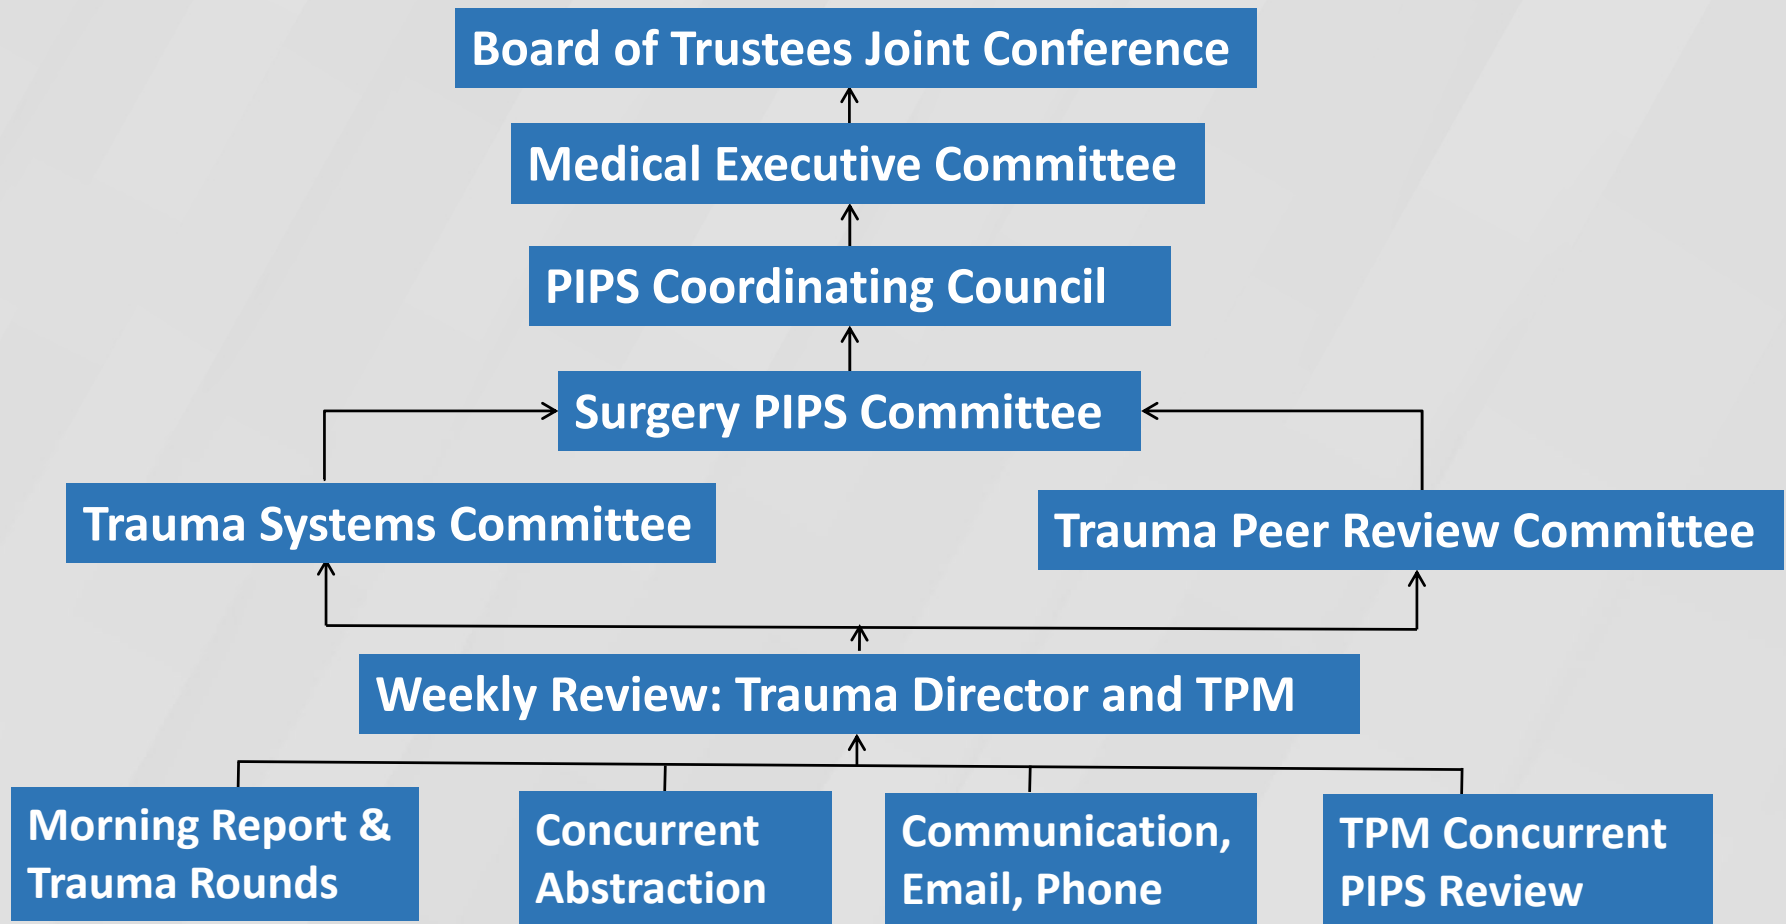 Board of Trustees Joint Conference
Medical Executive Committee
PIPS Coordinating Council
Surgery PIPS Committee
Trauma Systems Committee
Trauma Peer Review Committee
Weekly Review: Trauma Director and TPM
Morning Report &
Trauma Rounds
Concurrent
Abstraction
Communication,
Email, Phone
TPM Concurrent
PIPS Review